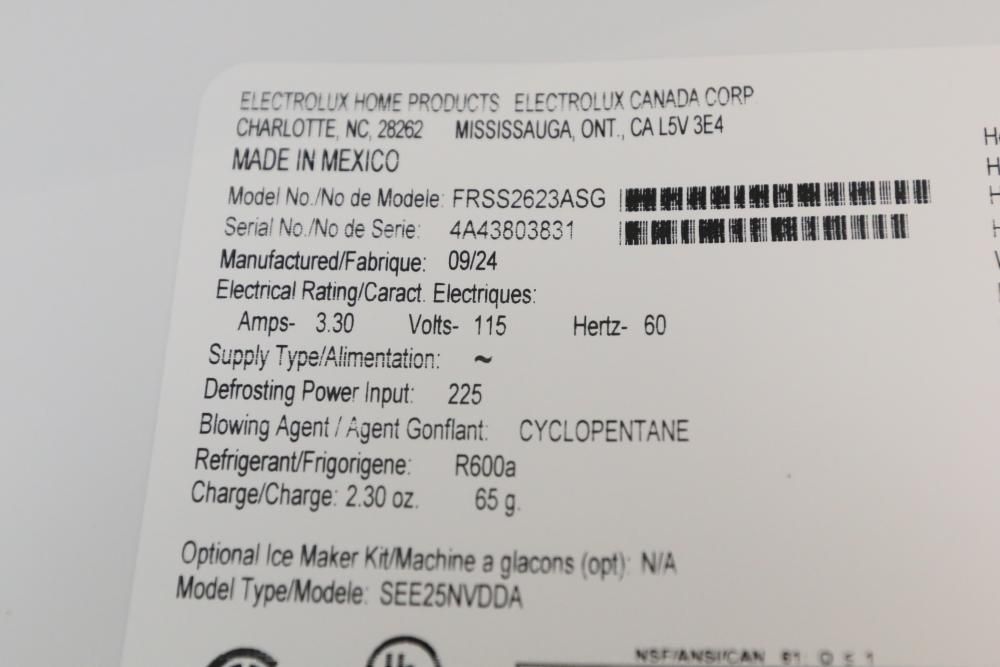 ELECTROLUX HOME PRODUCTS ELECTROLUX CANADA CORP
CHARLOTTE, NC, 28262 MISSISSAUGA, ONT., CA L5V 3E4
MADE IN MEXICO
Model No./No de Modele: FRSS2623ASG
Serial No./No de Serie: 4A43803831
Manufactured/Fabrique: 09/24
Electrical Rating/Caract. Electriques:
Amps- 3.30 Volts- 115 Hertz- 60
Supply Type/Alimentation: ~
Defrosting Power Input: 225
Blowing Agent / Agent Gonflant: CYCLOPENTANE
Refrigerant/Frigorigene: R600a
Charge/Charge: 2.30 oz. 65 g.
Optional Ice Maker Kit/Machine a glacons (opt): N/A
Model Type/Modele: SEE25NVDDA
NSF/ANSI/CAN